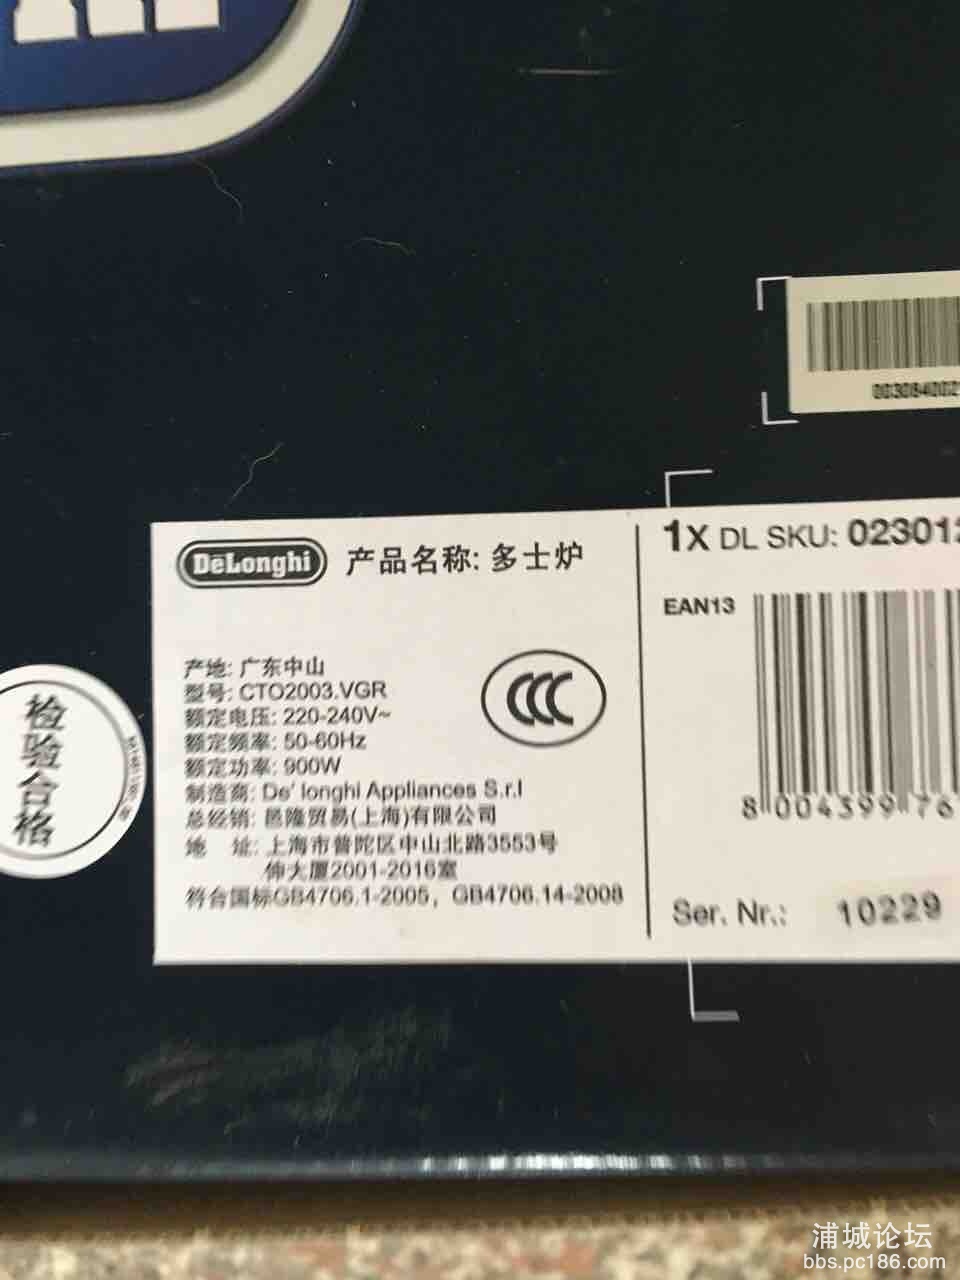 00308400
DeLonghi 产品名称: 多士炉
产地: 广东中山
型号: CTO2003.VGR
额定电压: 220-240V~
额定频率: 50-60Hz
额定功率: 900W
制造商: De' longhi Appliances S.r.l
总经销: 邑隆贸易(上海)有限公司
地 址: 上海市普陀区中山北路3553号
伸大厦2001-2016室
符合国标GB4706.1-2005, GB4706.14-2008
CCC
1X DL SKU: 023012
EAN13
8 004399 76
Ser. Nr.: 10229
检验合格
浦城论坛
bbs.pc186.com